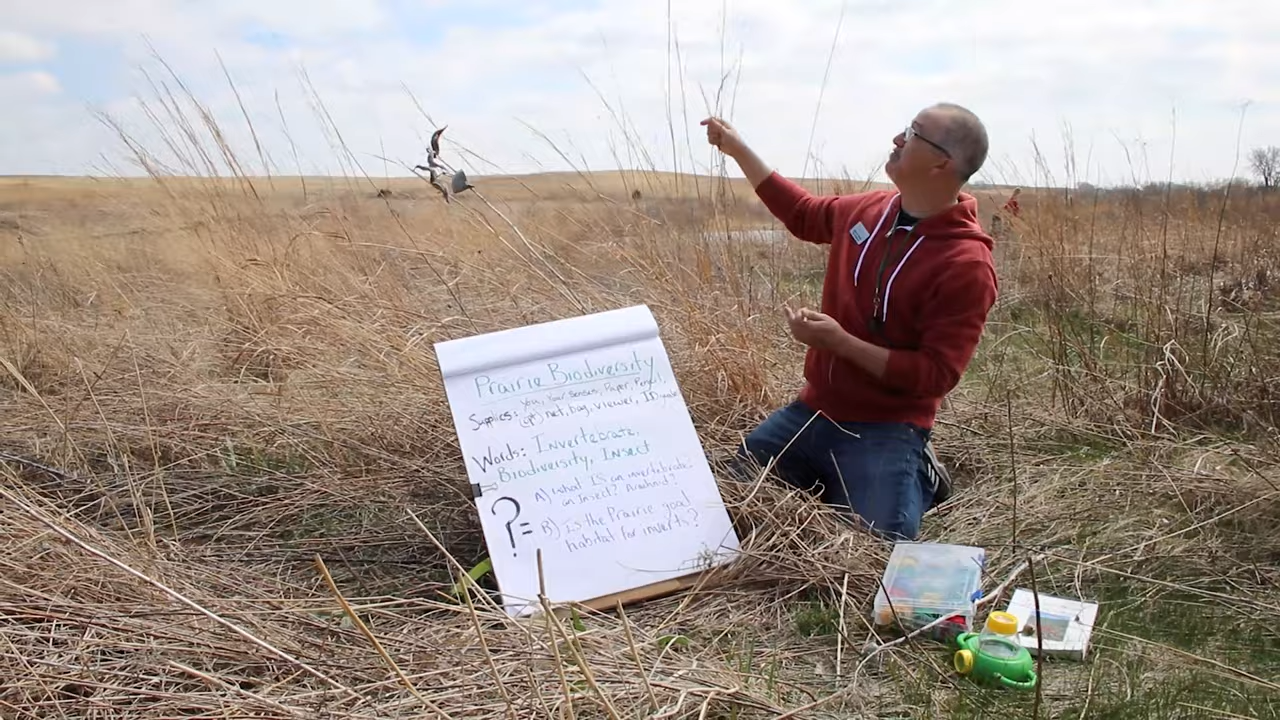 Prairie Biodiversity
Supplies: You, Your Senses, Paper, Pencil,
(opt) net, bag, viewer, ID guide
Words: Invertebrate,
Biodiversity, Insect
? = A) What IS an invertebrate?
an Insect? Arachnid?
B) is the Prairie good
habitat for inverts?